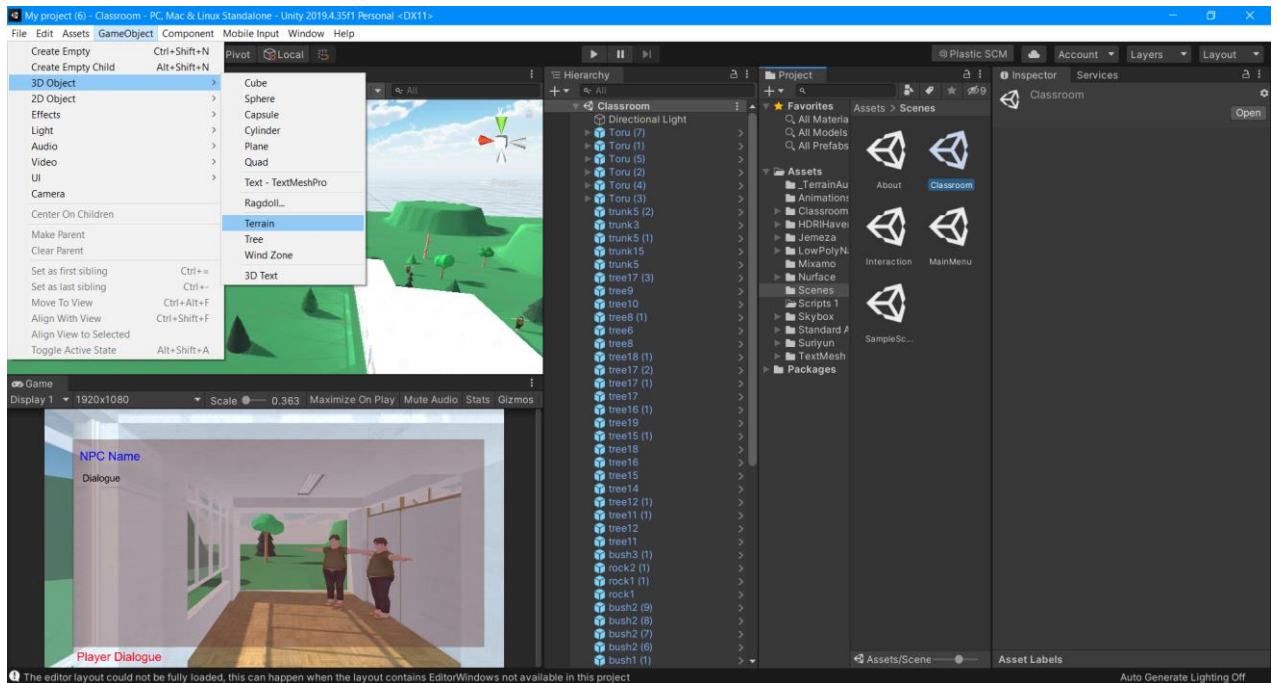 My project (6) - Classroom - PC, Mac & Linux Standalone - Unity 2019.4.35f1 Personal <DX11>
File Edit Assets GameObject Component Mobile Input Window Help
Pivot Local
Plastic SCM Account Layers Layout
Create Empty Ctrl+Shift+N
Create Empty Child Alt+Shift+N
3D Object
2D Object
Effects
Light
Audio
Video
UI
Camera
Center On Children
Make Parent
Clear Parent
Set as first sibling Ctrl+=
Set as last sibling Ctrl+-
Move To View Ctrl+Alt+F
Align With View Ctrl+Shift+F
Align View to Selected
Toggle Active State Alt+Shift+A
Cube
Sphere
Capsule
Cylinder
Plane
Quad
Text - TextMeshPro
Ragdoll...
Terrain
Tree
Wind Zone
3D Text
All
Game
Display 1 1920x1080 Scale 0.363 Maximize On Play Mute Audio Stats Gizmos
NPC Name
Dialogue
Player Dialogue
Hierarchy
All
Classroom
Directional Light
Toru (7)
Toru (1)
Toru (5)
Toru (2)
Toru (4)
Toru (3)
trunk5 (2)
trunk3
trunk5 (1)
trunk15
trunk5
tree17 (3)
tree9
tree10
tree8 (1)
tree6
tree8
tree18 (1)
tree17 (2)
tree17 (1)
tree17
tree16 (1)
tree19
tree15 (1)
tree18
tree16
tree15
tree14
tree12 (1)
tree11 (1)
tree12
tree11
bush3 (1)
rock2 (1)
rock1 (1)
rock1
bush2 (9)
bush2 (8)
bush2 (7)
bush2 (6)
bush1 (1)
Project
9
Favorites
All Materia
All Models
All Prefabs
Assets
_TerrainAu
Animations
Classroom
HDRIHave
Jemeza
LowPolyN
Mixamo
Nurface
Scenes
Scripts 1
Skybox
Standard A
Suriyun
TextMesh
Packages
Assets > Scenes
About
Classroom
Interaction
MainMenu
SampleSc...
Assets/Scene
Inspector Services
Classroom
Open
Asset Labels
The editor layout could not be fully loaded, this can happen when the layout contains EditorWindows not available in this project
Auto Generate Lighting Off